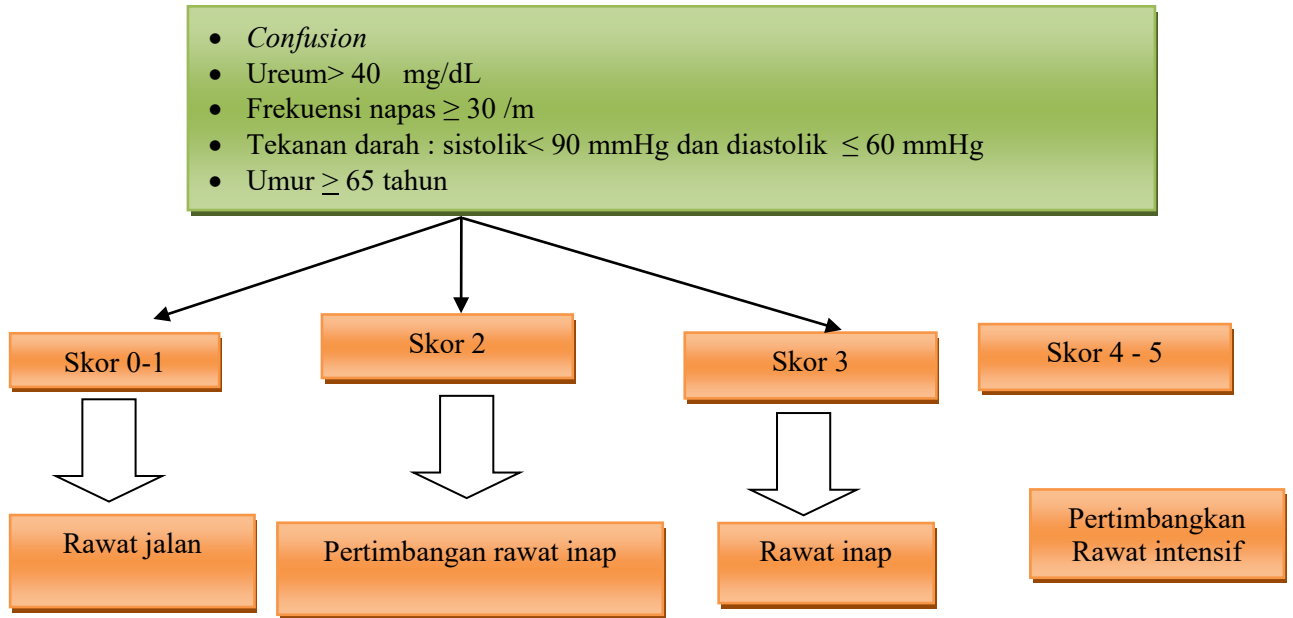 • Confusion
• Ureum> 40 mg/dL
• Frekuensi napas ≥ 30 /m
• Tekanan darah : sistolik< 90 mmHg dan diastolik ≤ 60 mmHg
• Umur ≥ 65 tahun
Skor 0-1
Skor 2
Skor 3
Skor 4 - 5
Rawat jalan
Pertimbangan rawat inap
Rawat inap
Pertimbangkan
Rawat intensif